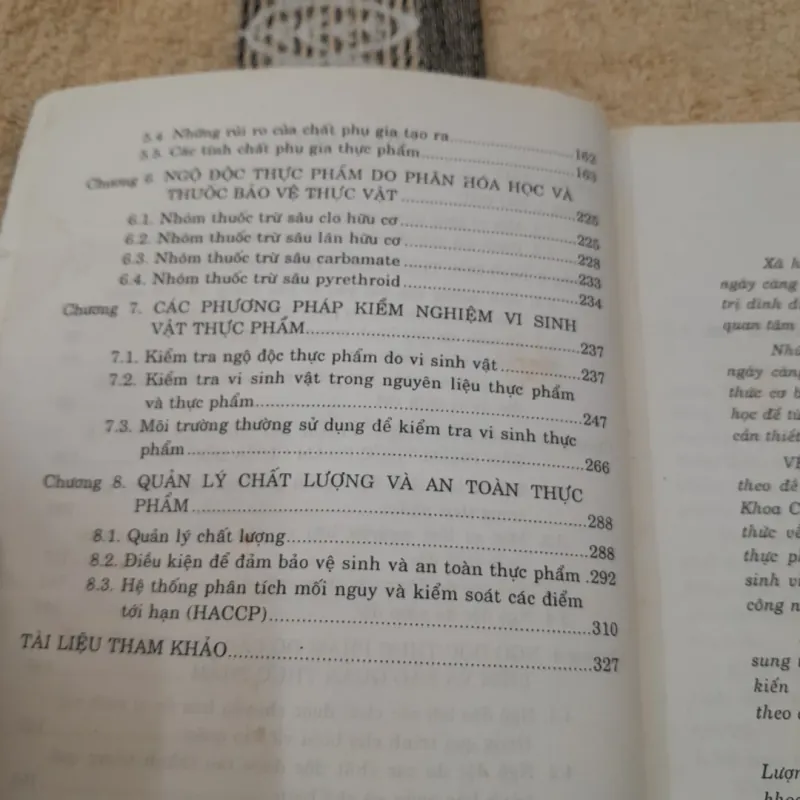 5.4. Những rủi ro của chất phụ gia tạo ra ........ 162
5.5. Các tính chất phụ gia thực phẩm ........ 163
Chương 6. NGỘ ĐỘC THỰC PHẨM DO PHÂN HÓA HỌC VÀ
THUỐC BẢO VỆ THỰC VẬT ........ 225
6.1. Nhóm thuốc trừ sâu clo hữu cơ ........ 225
6.2. Nhóm thuốc trừ sâu lân hữu cơ ........ 228
6.3. Nhóm thuốc trừ sâu carbamate ........ 233
6.4. Nhóm thuốc trừ sâu pyrethroid ........ 234
Chương 7. CÁC PHƯƠNG PHÁP KIỂM NGHIỆM VI SINH
VẬT THỰC PHẨM ........ 237
7.1. Kiểm tra ngộ độc thực phẩm do vi sinh vật ........ 237
7.2. Kiểm tra vi sinh vật trong nguyên liệu thực phẩm
và thực phẩm ........ 247
7.3. Môi trường thường sử dụng để kiểm tra vi sinh thực
phẩm ........ 266
Chương 8. QUẢN LÝ CHẤT LƯỢNG VÀ AN TOÀN THỰC
PHẨM ........ 288
8.1. Quản lý chất lượng ........ 288
8.2. Điều kiện để đảm bảo vệ sinh và an toàn thực phẩm .292
8.3. Hệ thống phân tích mối nguy và kiểm soát các điểm
tới hạn (HACCP) ........ 310
TÀI LIỆU THAM KHẢO ........ 327
Xã
ngày càng
trị dinh
quan tâm
ngày càng
thức cơ
học để
cần thiết
theo đề
Khoa
thức
thực
sinh
công
sung
kiến
theo
Lượn